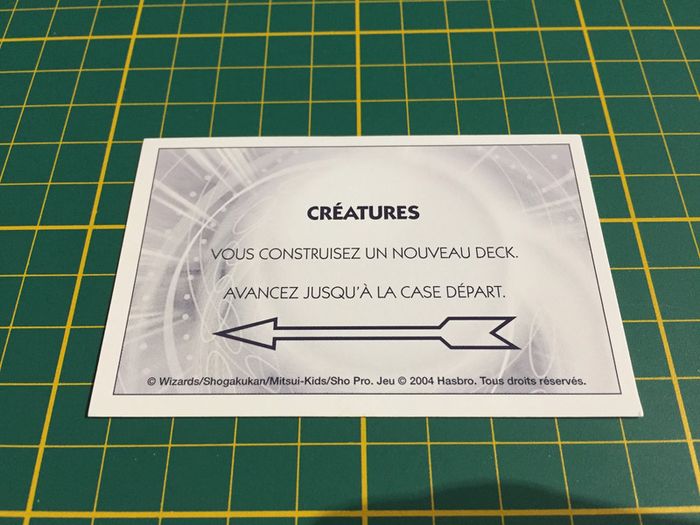 CRÉATURES
VOUS CONSTRUISEZ UN NOUVEAU DECK.
AVANCEZ JUSQU'À LA CASE DÉPART.
© Wizards/Shogakukan/Mitsui-Kids/Sho Pro. Jeu © 2004 Hasbro. Tous droits réservés.